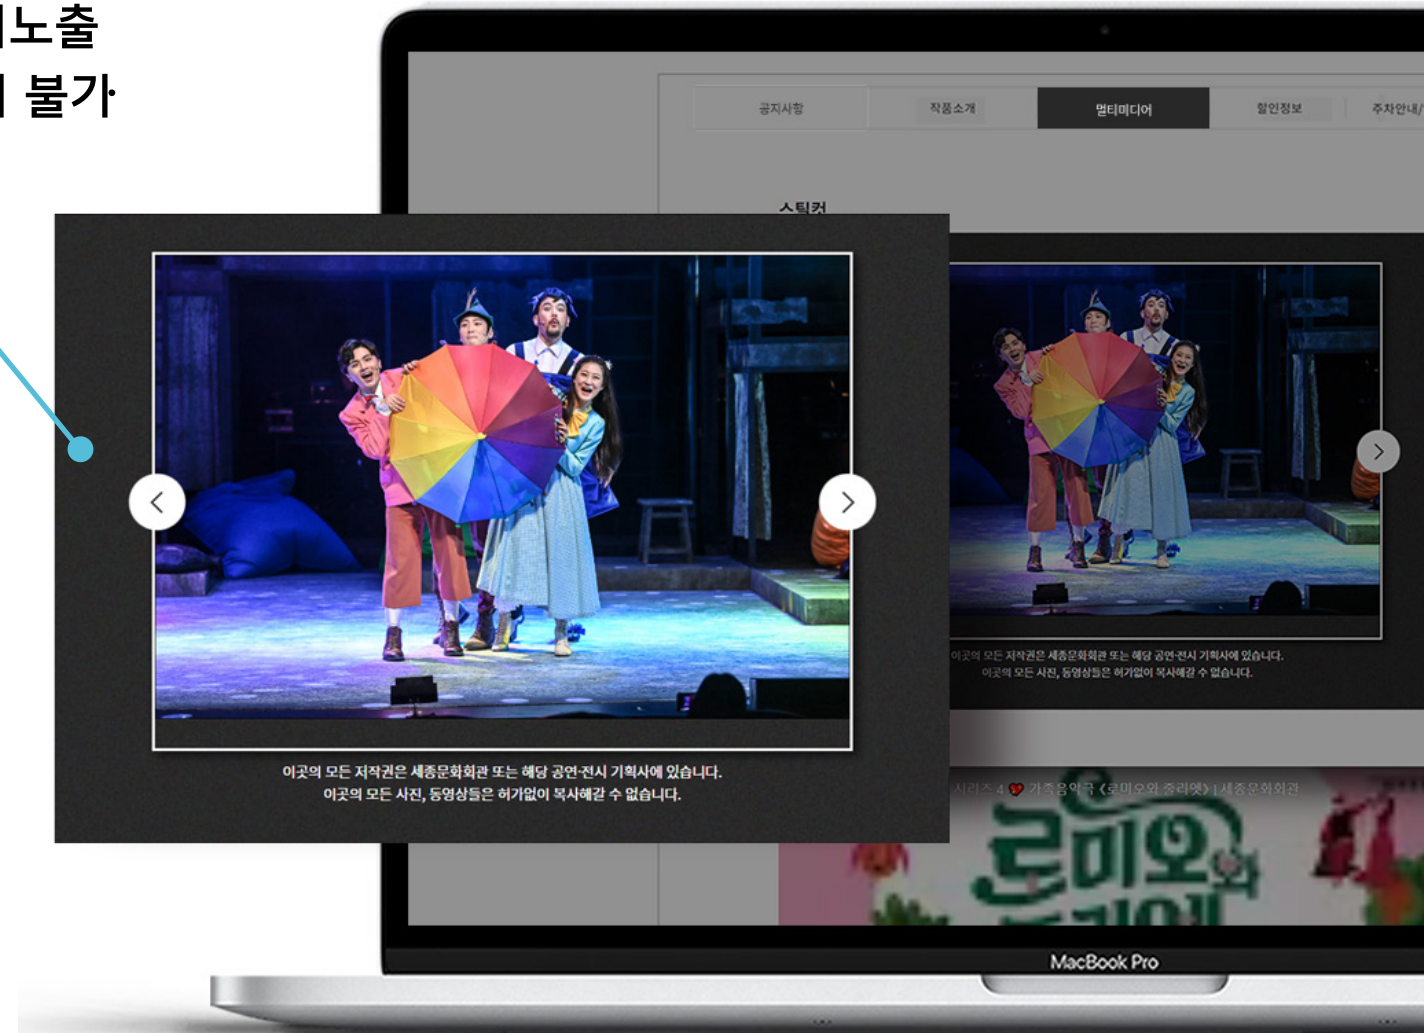 노출
불가
공지사항
작품소개
멀티미디어
할인정보
주차안내/
스틸컷
이곳의 모든 저작권은 세종문화회관 또는 해당 공연·전시 기획사에 있습니다.
이곳의 모든 사진, 동영상들은 허가없이 복사해갈 수 없습니다.
이곳의 모든 저작권은 세종문화회관 또는 해당 공연·전시 기획사에 있습니다.
이곳의 모든 사진, 동영상들은 허가없이 복사해갈 수 없습니다.
시리즈 4 ❤ 가족음악극 《로미오와 줄리엣》 | 세종문화회관
로미오와
MacBook Pro